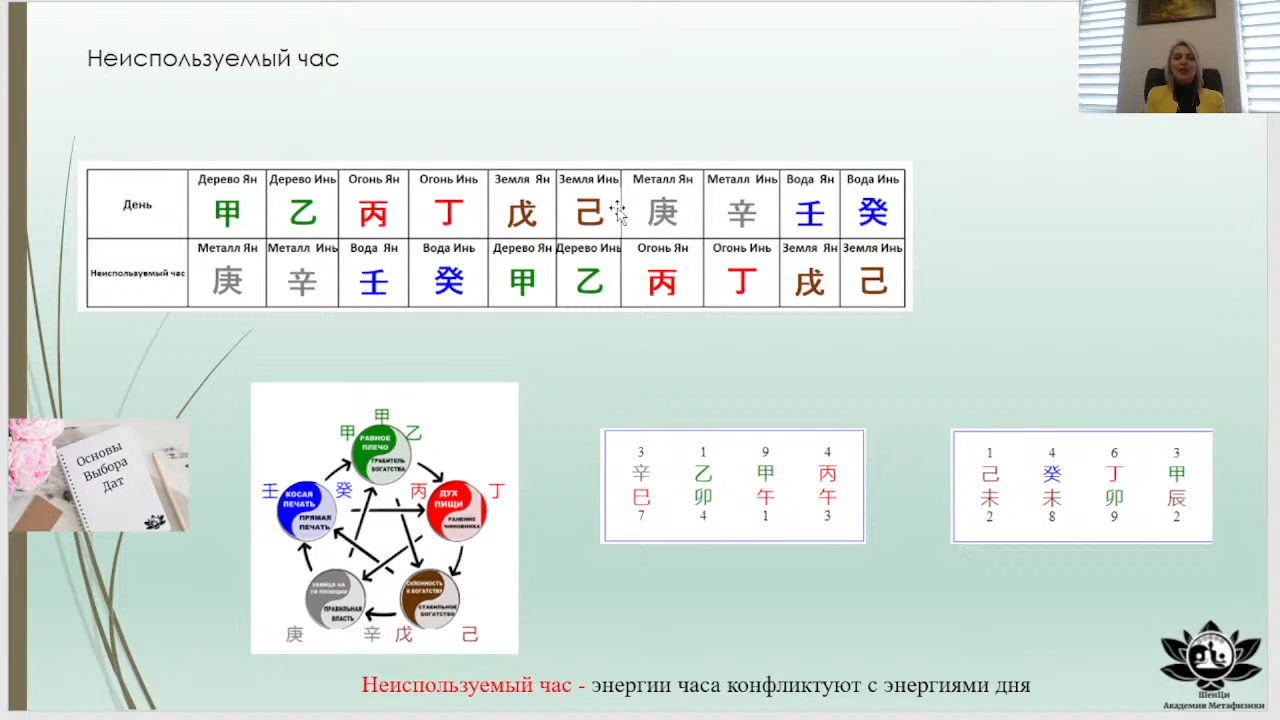 Неиспользуемый час
День
Дерево Ян Дерево Инь Огонь Ян Огонь Инь Земля Ян Земля Инь Металл Ян Металл Инь Вода Ян Вода Инь
甲 乙 丙 丁 戊 己 庚 辛 壬 癸
Неиспользуемый час
Металл Ян Металл Инь Вода Ян Вода Инь Дерево Ян Дерево Инь Огонь Ян Огонь Инь Земля Ян Земля Инь
庚 辛 壬 癸 甲 乙 丙 丁 戌 己
Основы
Выбора
Дат
甲
甲 乙
РАВНОЕ
ПЛЕЧО
ГРАБИТЕЛЬ
БОГАТСТВА
壬 癸
КОСАЯ
ПЕЧАТЬ
ПРЯМАЯ
ПЕЧАТЬ
丙 丁
ДУХ
ПИЩИ
РАНЕНИЕ
ЧИНОВНИКА
УБИЙЦА НА
7Й ПОЗИЦИИ
ПРАВИЛЬНАЯ
ВЛАСТЬ
庚 辛
СКЛОННОСТЬ
К БОГАТСТВУ
СТАБИЛЬНОЕ
БОГАТСТВО
戊 己
3 1 9 4
辛 乙 甲 丙
巳 卯 午 午
7 4 1 3
1 4 6 3
己 癸 丁 甲
未 未 卯 辰
2 8 9 2
Неиспользуемый час - энергии часа конфликтуют с энергиями дня
ШенЦи
Академия Метафизики